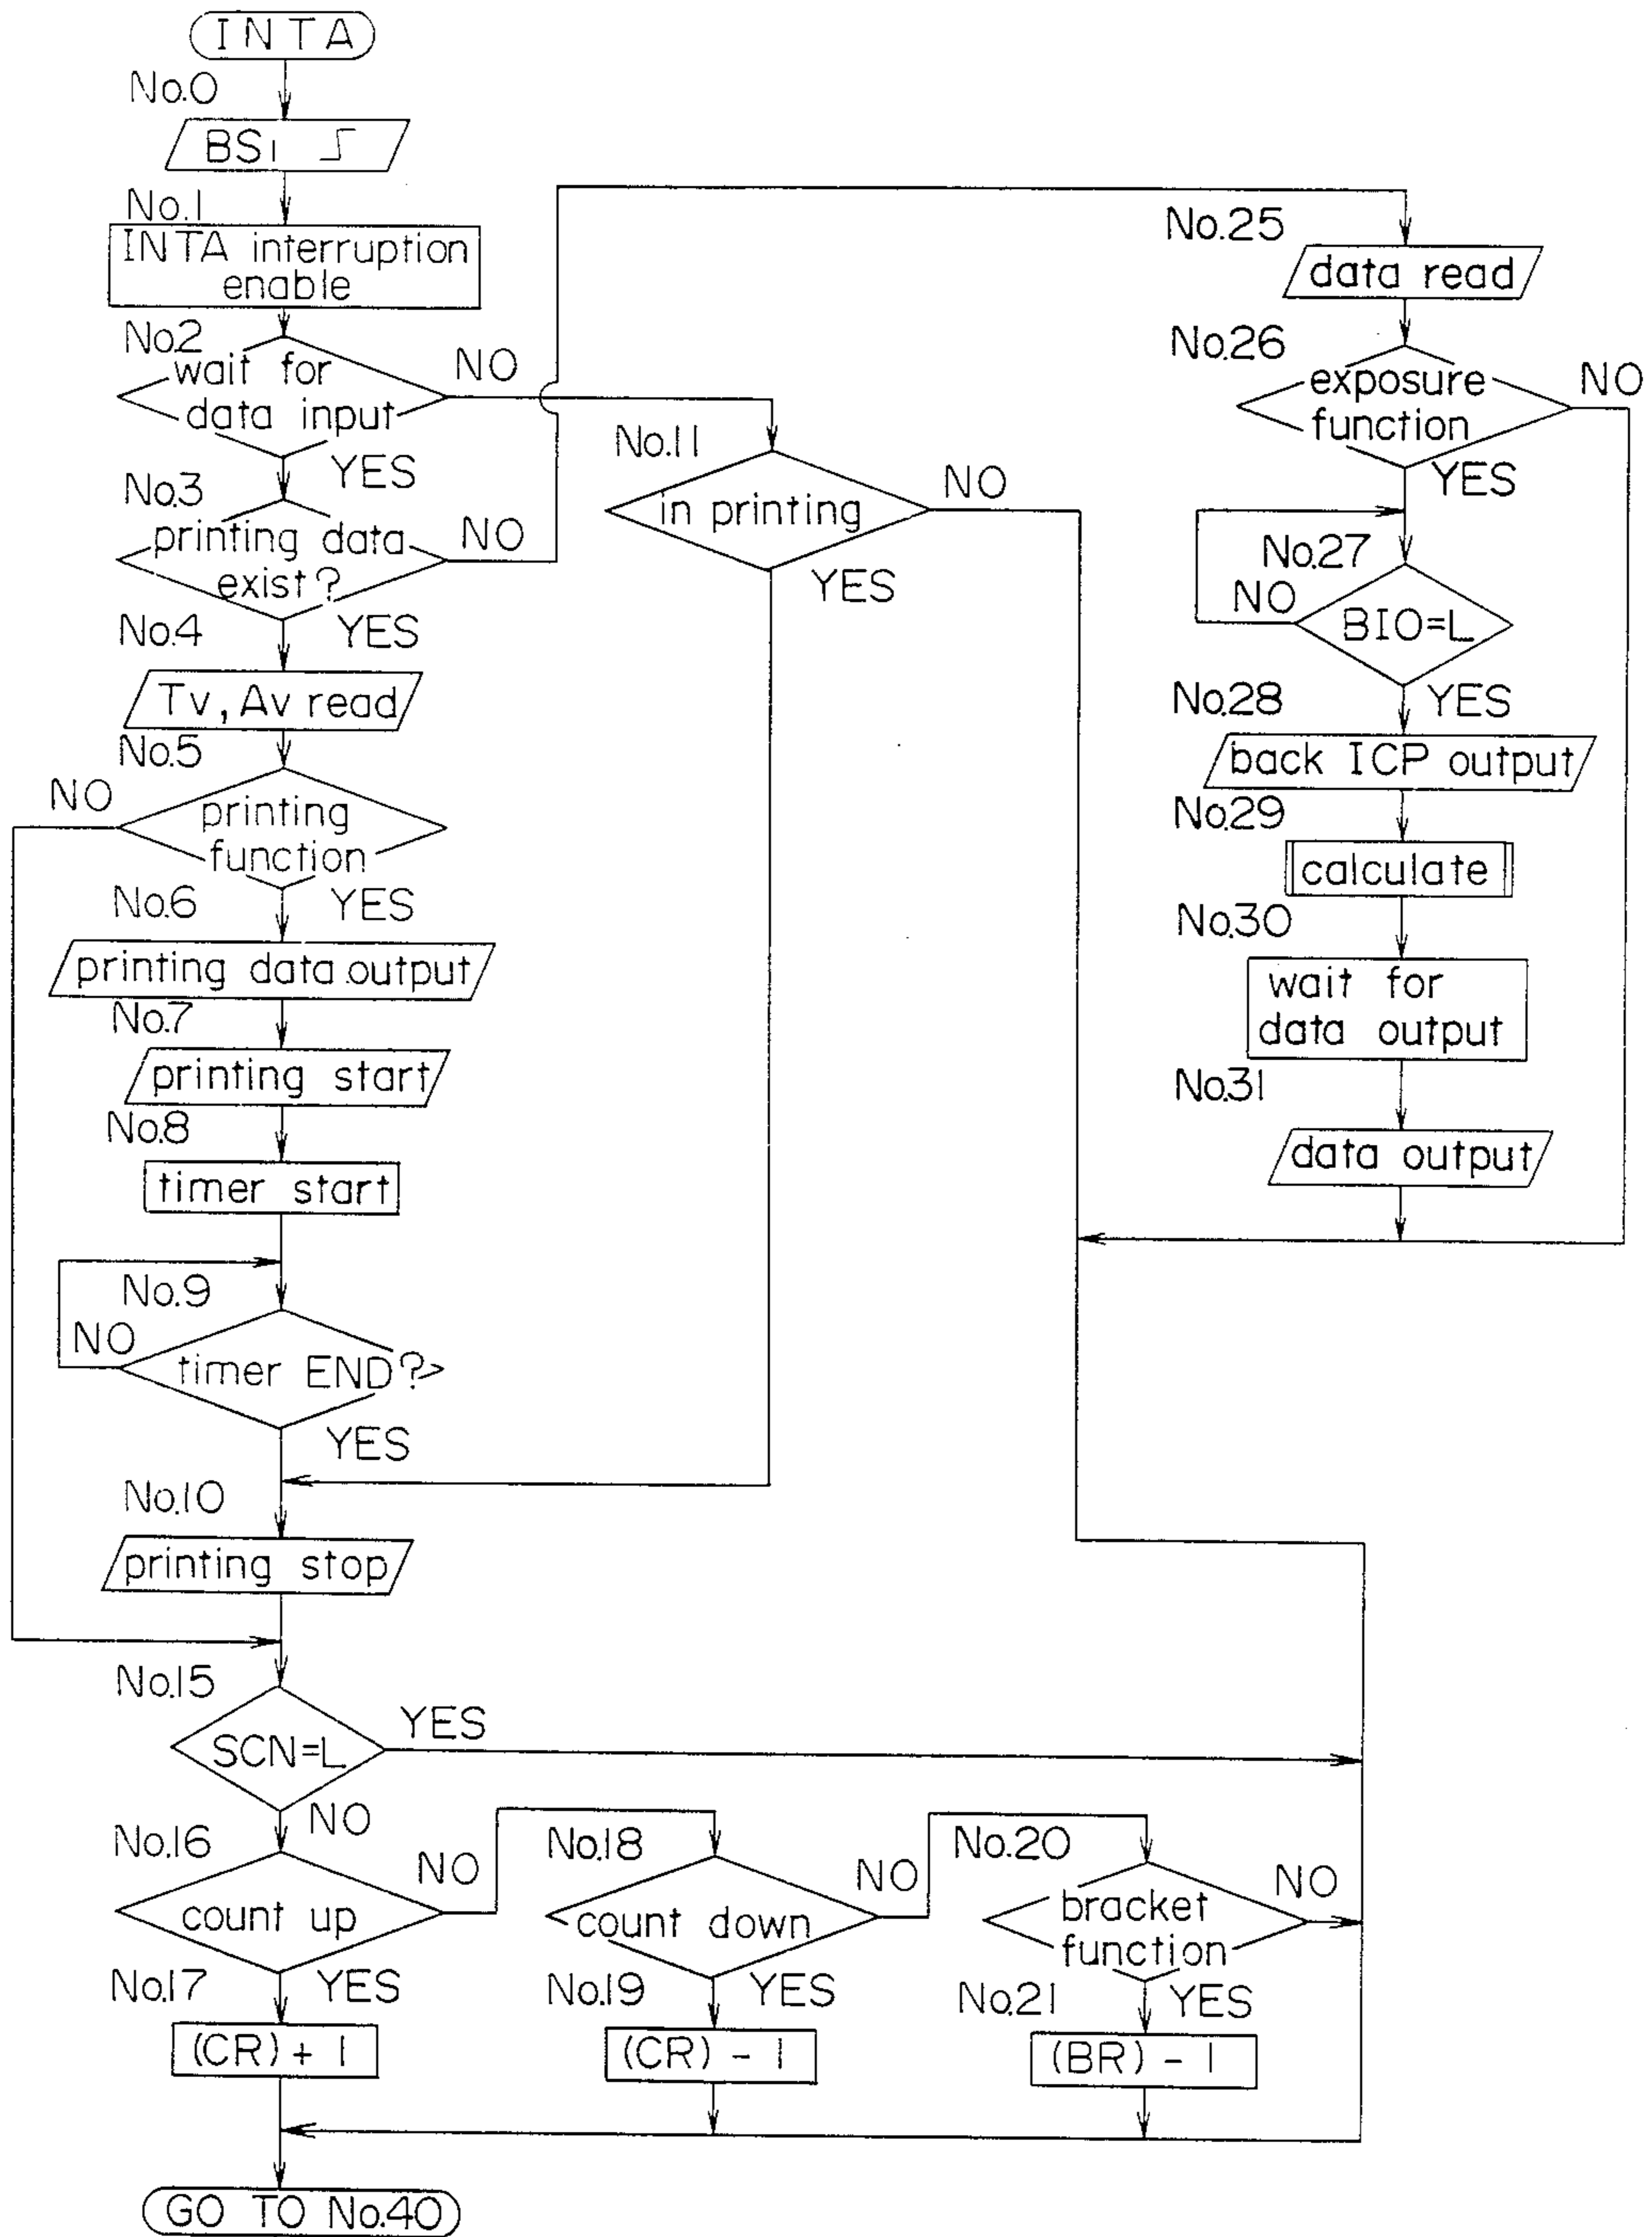 INTA
No.0
BS1
No.1
INTA interruption
enable
No.2
wait for
data input
NO
YES
No.3
printing data
exist?
NO
YES
No.4
Tv, Av read
No.5
NO
printing
function
YES
No.6
printing data output
No.7
printing start
No.8
timer start
No.9
NO
timer END?
YES
No.10
printing stop
No.11
in printing
NO
YES
No.15
SCN=L
YES
NO
No.16
count up
NO
YES
No.17
(CR) + 1
No.18
count down
NO
YES
No.19
(CR) - 1
No.20
bracket
function
NO
YES
No.21
(BR) - 1
No.25
data read
No.26
exposure
function
NO
YES
No.27
NO
BIO=L
YES
No.28
back ICP output
No.29
calculate
No.30
wait for
data output
No.31
data output
GO TO No.40